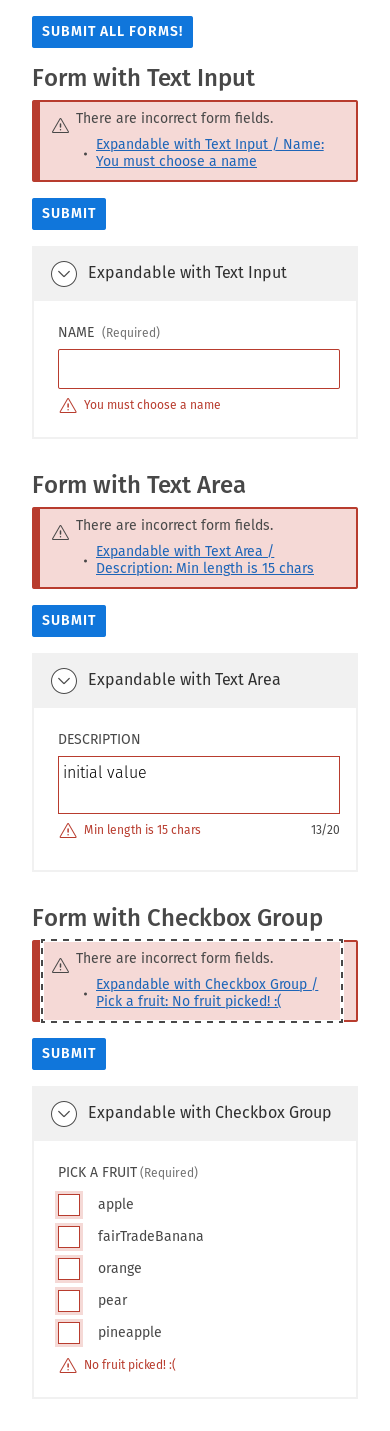 SUBMIT ALL FORMS!
Form with Text Input
There are incorrect form fields.
Expandable with Text Input / Name:
You must choose a name
SUBMIT
Expandable with Text Input
NAME (Required)
You must choose a name
Form with Text Area
There are incorrect form fields.
Expandable with Text Area /
Description: Min length is 15 chars
SUBMIT
Expandable with Text Area
DESCRIPTION
initial value
Min length is 15 chars 13/20
Form with Checkbox Group
There are incorrect form fields.
Expandable with Checkbox Group /
Pick a fruit: No fruit picked! :(
SUBMIT
Expandable with Checkbox Group
PICK A FRUIT (Required)
apple
fairTradeBanana
orange
pear
pineapple
No fruit picked! :(